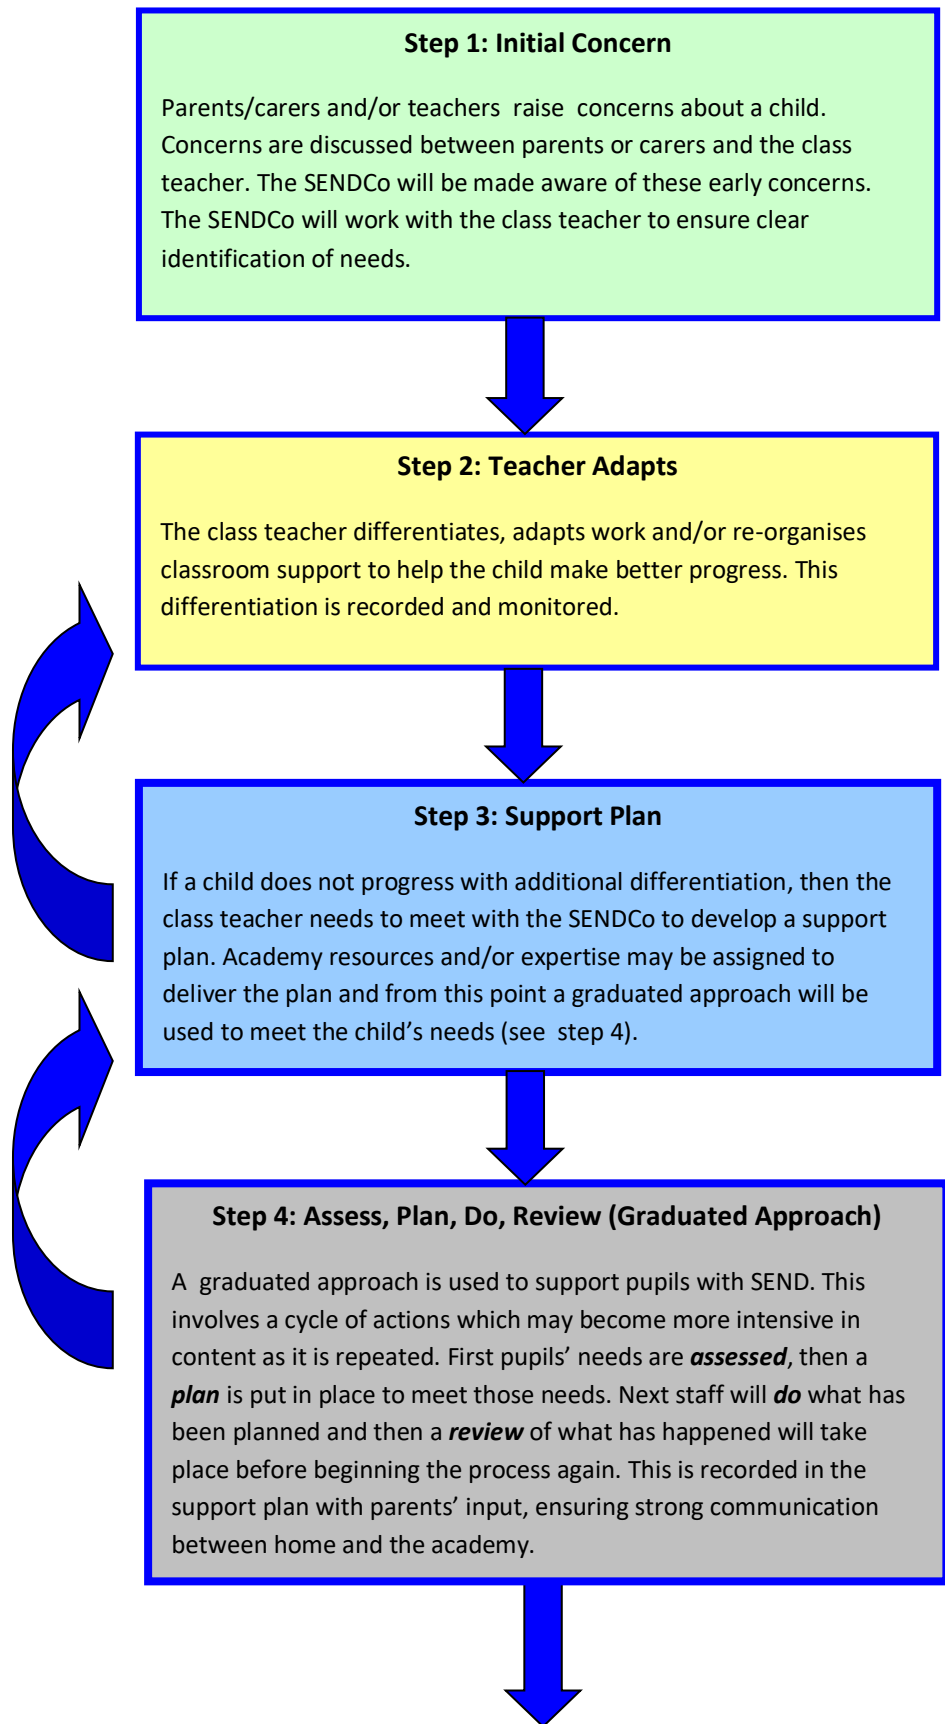 Step 1: Initial Concern
Parents/carers and/or teachers raise concerns about a child.
Concerns are discussed between parents or carers and the class
teacher. The SENDCo will be made aware of these early concerns.
The SENDCo will work with the class teacher to ensure clear
identification of needs.
Step 2: Teacher Adapts
The class teacher differentiates, adapts work and/or re-organises
classroom support to help the child make better progress. This
differentiation is recorded and monitored.
Step 3: Support Plan
If a child does not progress with additional differentiation, then the
class teacher needs to meet with the SENDCo to develop a support
plan. Academy resources and/or expertise may be assigned to
deliver the plan and from this point a graduated approach will be
used to meet the child’s needs (see step 4).
Step 4: Assess, Plan, Do, Review (Graduated Approach)
A graduated approach is used to support pupils with SEND. This
involves a cycle of actions which may become more intensive in
content as it is repeated. First pupils’ needs are assessed, then a
plan is put in place to meet those needs. Next staff will do what has
been planned and then a review of what has happened will take
place before beginning the process again. This is recorded in the
support plan with parents’ input, ensuring strong communication
between home and the academy.